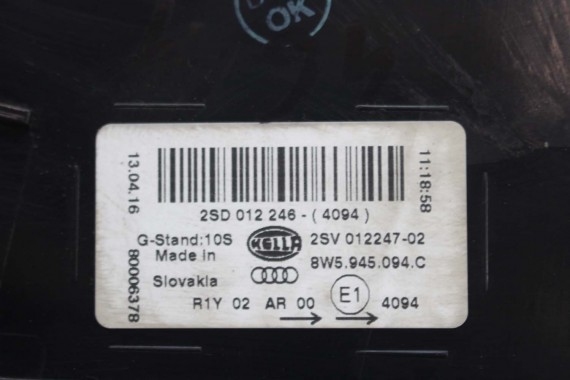 OK
13.04.16
11:18:58
2SD 012 246-(4094)
G-Stand:10S
HELLA
2SV 012247-02
Made in
8W5.945.094.C
Slovakia
80006378
R1Y 02 AR 00 E1 4094